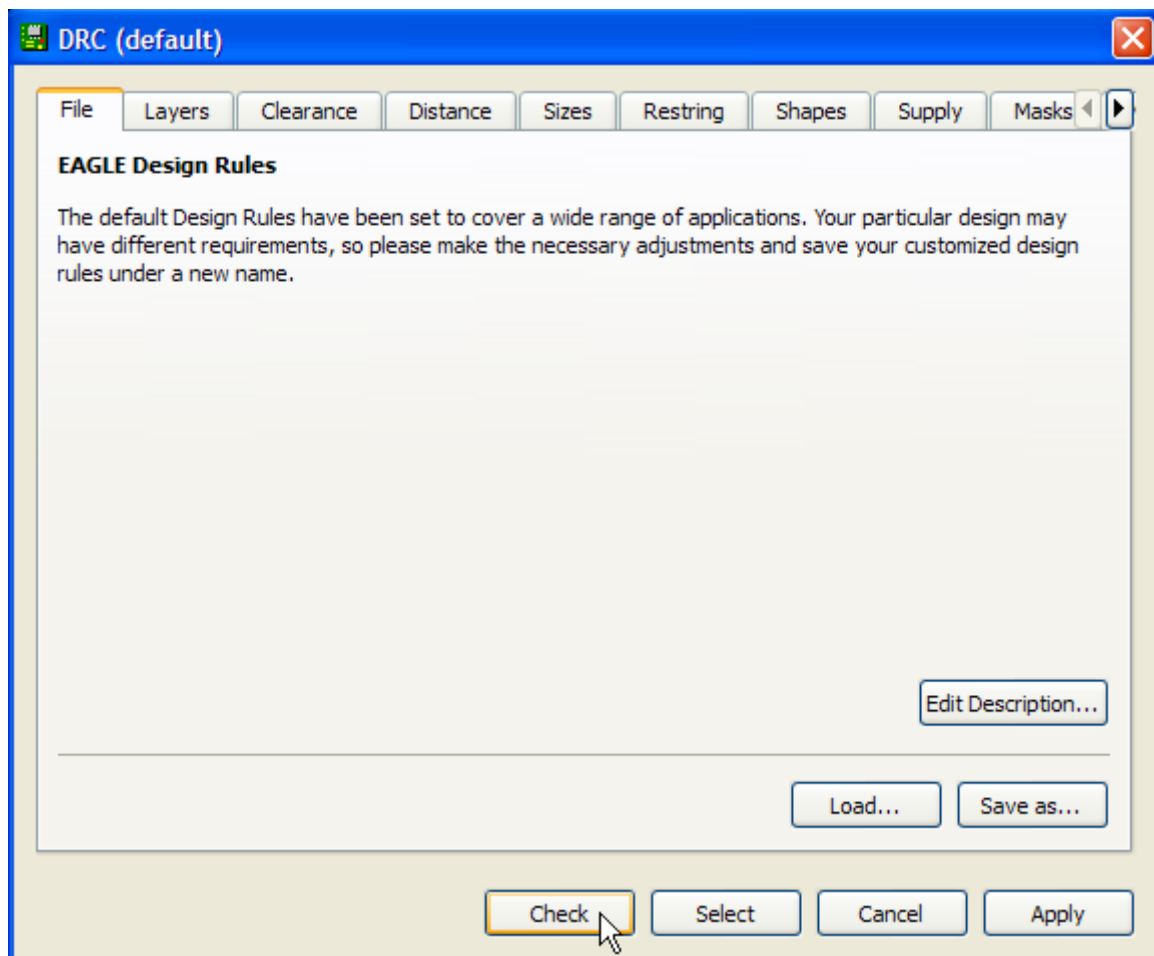 DRC (default)
File Layers Clearance Distance Sizes Restring Shapes Supply Masks
EAGLE Design Rules
The default Design Rules have been set to cover a wide range of applications. Your particular design may
have different requirements, so please make the necessary adjustments and save your customized design
rules under a new name.
Edit Description...
Load... Save as...
Check Select Cancel Apply